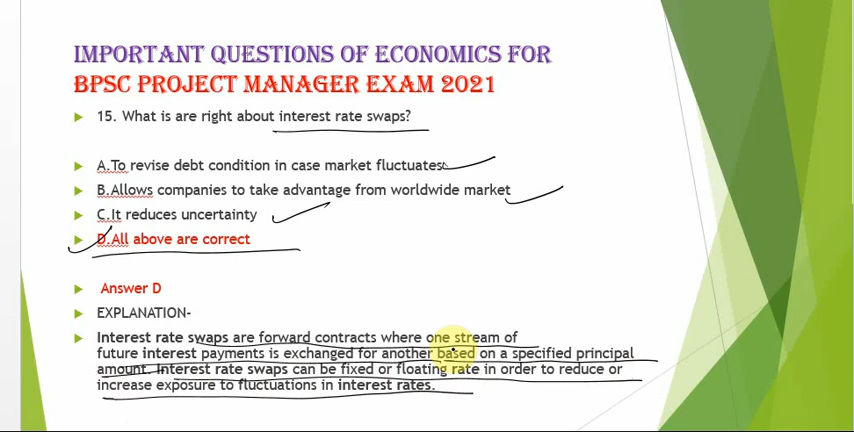 IMPORTANT QUESTIONS OF ECONOMICS FOR
BPSC PROJECT MANAGER EXAM 2021
15. What is are right about interest rate swaps?
A.To revise debt condition in case market fluctuates
B.Allows companies to take advantage from worldwide market
C.It reduces uncertainty
D.All above are correct
Answer D
EXPLANATION-
Interest rate swaps are forward contracts where one stream of
future interest payments is exchanged for another based on a specified principal
amount. Interest rate swaps can be fixed or floating rate in order to reduce or
increase exposure to fluctuations in interest rates.